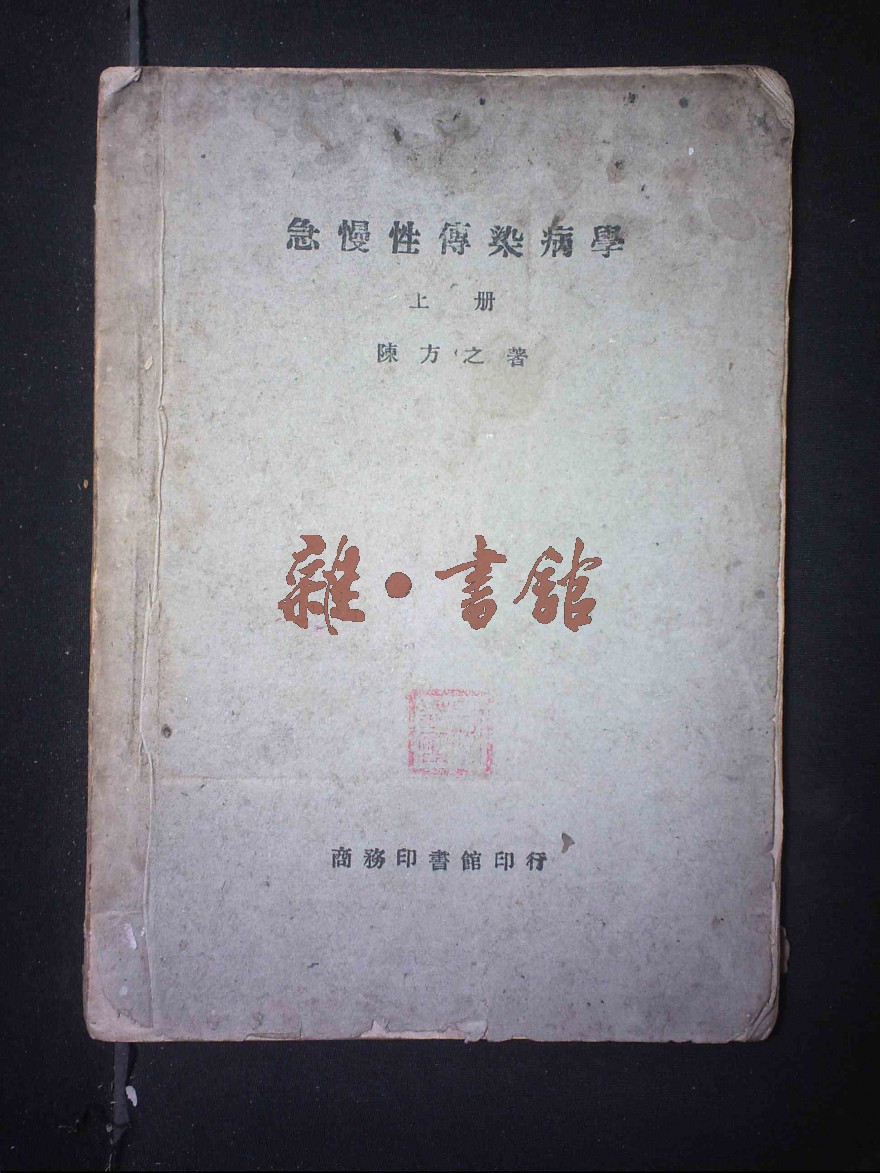 急慢性傳染病學
上册
陳方之著
雜·書館
商務印書館印行